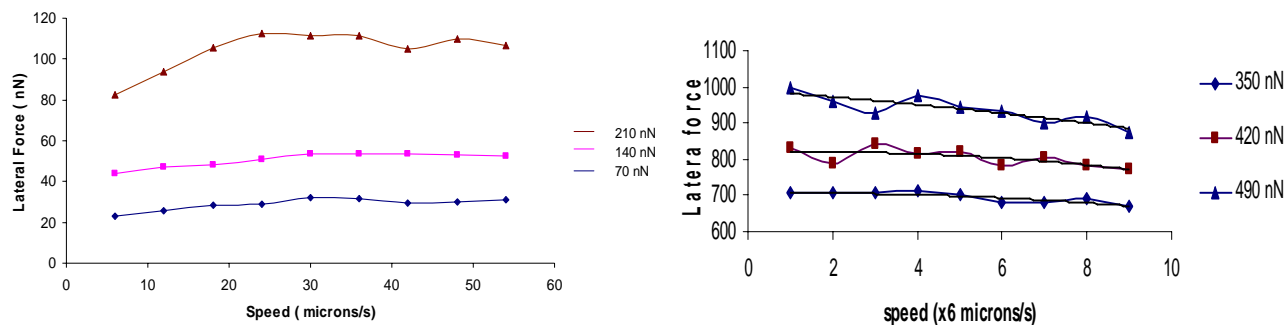 120
100
80
60
40
20
0
Lateral Force ( nN)
0 10 20 30 40 50 60
Speed ( microns/s)
210 nN
140 nN
70 nN
1100
1000
900
800
700
600
Lateral force
0 2 4 6 8 10
speed (x6 microns/s)
350 nN
420 nN
490 nN